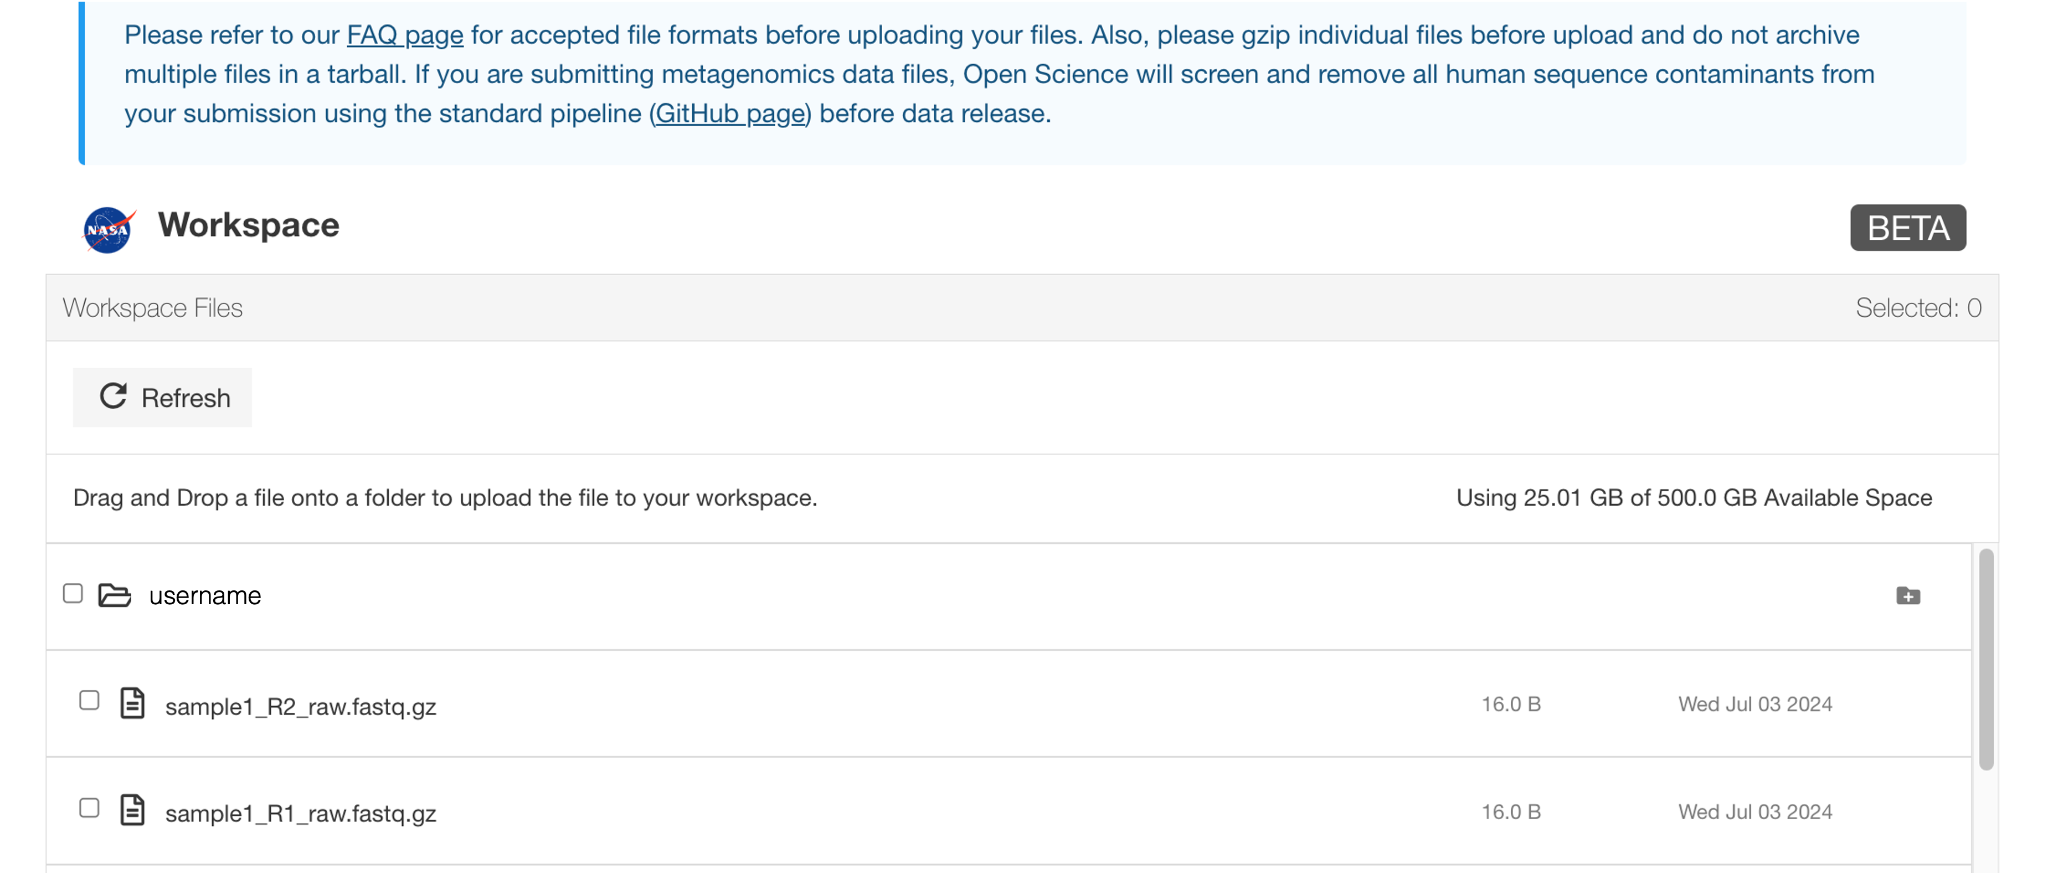 Please refer to our FAQ page for accepted file formats before uploading your files. Also, please gzip individual files before upload and do not archive
multiple files in a tarball. If you are submitting metagenomics data files, Open Science will screen and remove all human sequence contaminants from
your submission using the standard pipeline (GitHub page) before data release.
NASA Workspace BETA
Workspace Files Selected: 0
Refresh
Drag and Drop a file onto a folder to upload the file to your workspace. Using 25.01 GB of 500.0 GB Available Space
username
sample1_R2_raw.fastq.gz 16.0 B Wed Jul 03 2024
sample1_R1_raw.fastq.gz 16.0 B Wed Jul 03 2024